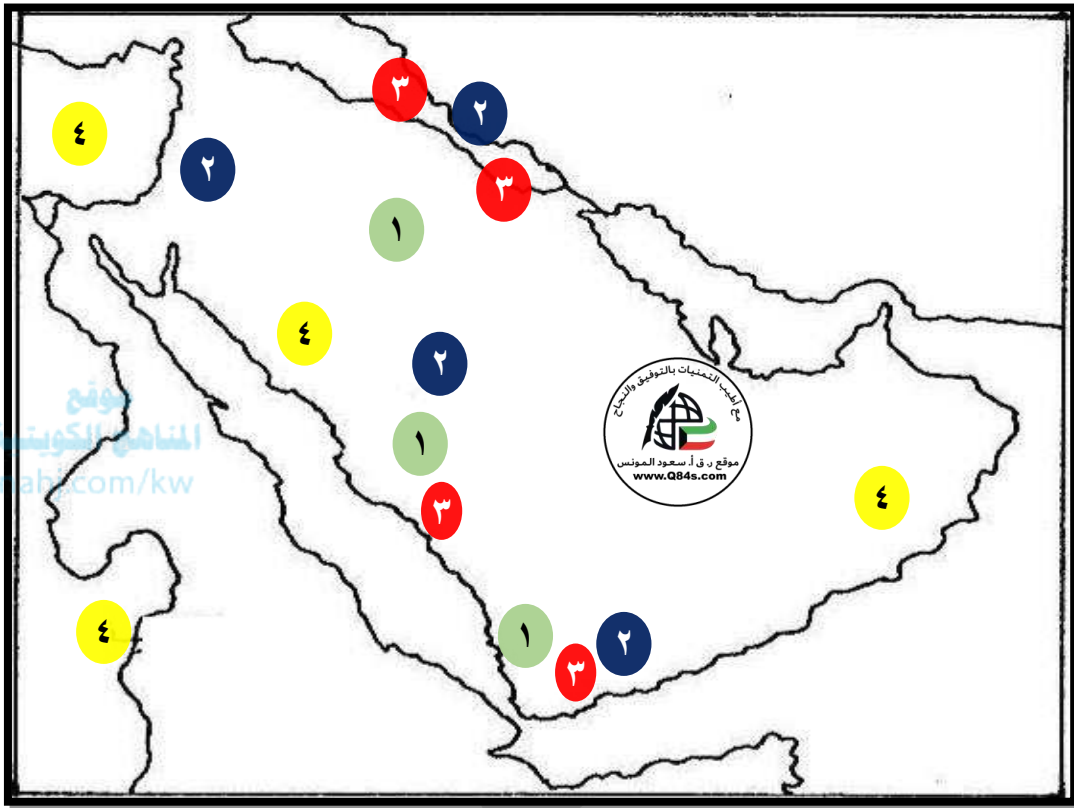 ٣
٢
٤
٢
٣
١
٤
٢
مع أطيب التمنيات بالتوفيق والنجاح
موقع ر. ق أ. سعود المونس
www.Q84s.com
موقع
المناهج الكويتية
com/kw
١
٤
٣
٤
١
٢
٣